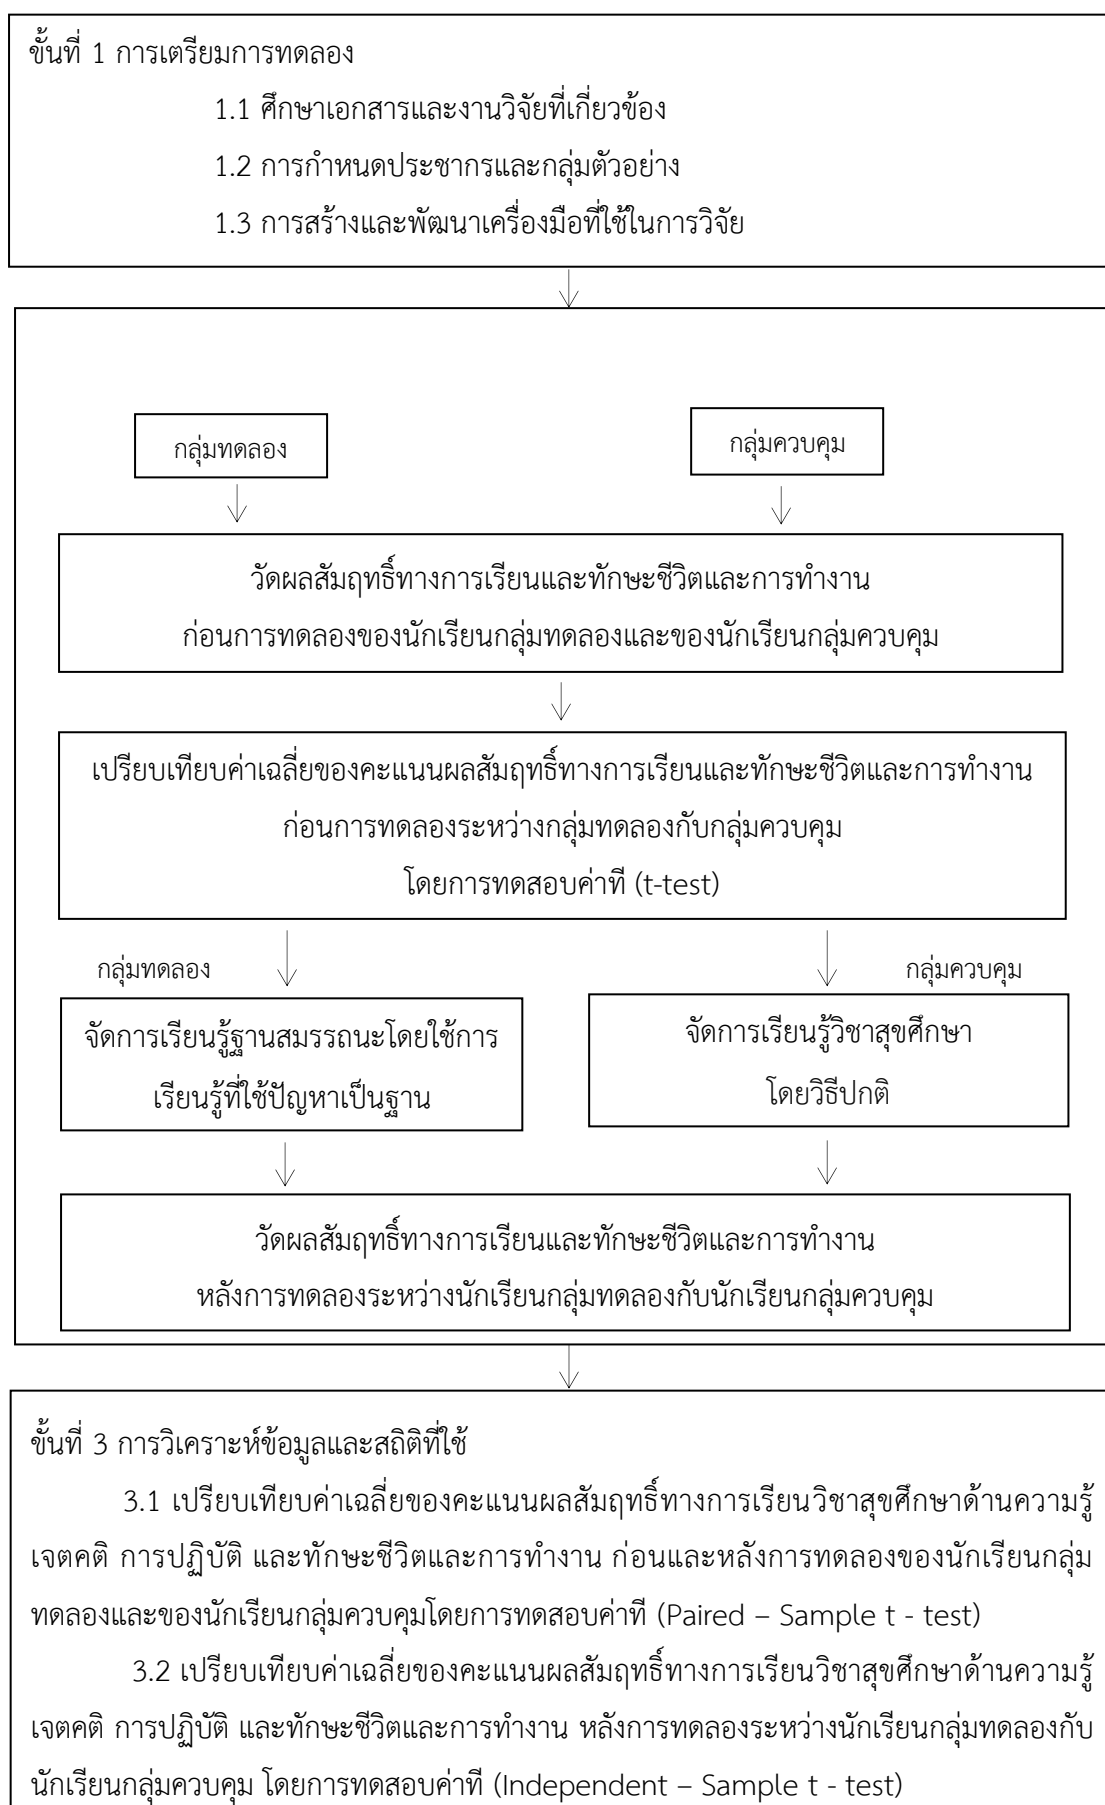 ขั้นที่ 1 การเตรียมการทดลอง
1.1 ศึกษาเอกสารและงานวิจัยที่เกี่ยวข้อง
1.2 การกำหนดประชากรและกลุ่มตัวอย่าง
1.3 การสร้างและพัฒนาเครื่องมือที่ใช้ในการวิจัย
กลุ่มทดลอง
กลุ่มควบคุม
วัดผลสัมฤทธิ์ทางการเรียนและทักษะชีวิตและการทำงาน
ก่อนการทดลองของนักเรียนกลุ่มทดลองและของนักเรียนกลุ่มควบคุม
เปรียบเทียบค่าเฉลี่ยของคะแนนผลสัมฤทธิ์ทางการเรียนและทักษะชีวิตและการทำงาน
ก่อนการทดลองระหว่างกลุ่มทดลองกับกลุ่มควบคุม
โดยการทดสอบค่าที (t-test)
กลุ่มทดลอง
กลุ่มควบคุม
จัดการเรียนรู้ฐานสมรรถนะโดยใช้การ
เรียนรู้ที่ใช้ปัญหาเป็นฐาน
จัดการเรียนรู้วิชาสุขศึกษา
โดยวิธีปกติ
วัดผลสัมฤทธิ์ทางการเรียนและทักษะชีวิตและการทำงาน
หลังการทดลองระหว่างนักเรียนกลุ่มทดลองกับนักเรียนกลุ่มควบคุม
ขั้นที่ 3 การวิเคราะห์ข้อมูลและสถิติที่ใช้
3.1 เปรียบเทียบค่าเฉลี่ยของคะแนนผลสัมฤทธิ์ทางการเรียนวิชาสุขศึกษาด้านความรู้
เจตคติ การปฏิบัติ และทักษะชีวิตและการทำงาน ก่อนและหลังการทดลองของนักเรียนกลุ่ม
ทดลองและของนักเรียนกลุ่มควบคุมโดยการทดสอบค่าที (Paired – Sample t - test)
3.2 เปรียบเทียบค่าเฉลี่ยของคะแนนผลสัมฤทธิ์ทางการเรียนวิชาสุขศึกษาด้านความรู้
เจตคติ การปฏิบัติ และทักษะชีวิตและการทำงาน หลังการทดลองระหว่างนักเรียนกลุ่มทดลองกับ
นักเรียนกลุ่มควบคุม โดยการทดสอบค่าที (Independent – Sample t - test)